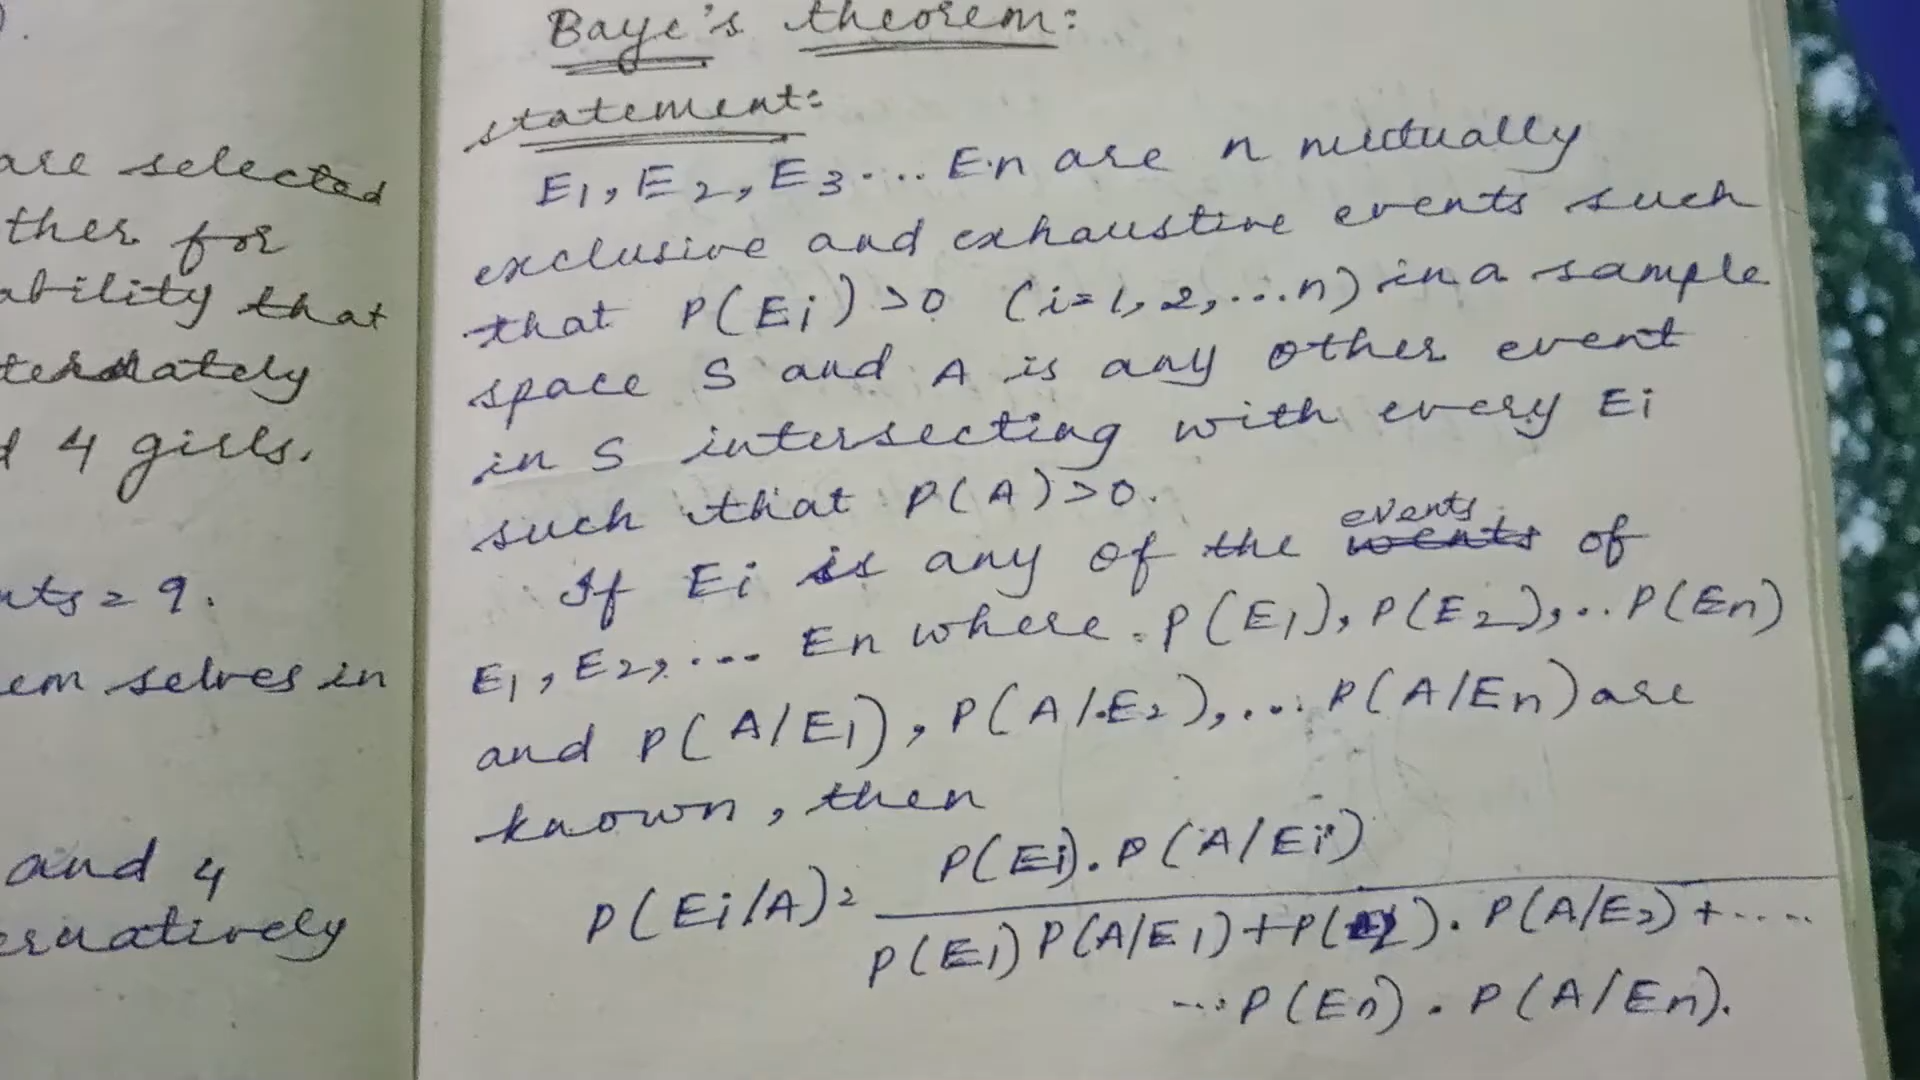 are selected
ther for
ability that
4 girls.
nts = 9.
em selves in
and 4
ernatively
Baye's theorem:
statement:
E1, E2, E3.... En are n mutually
exclusive and exhaustive events such
that P(Ei) >0 (i=1, 2, ...n) in a sample
space S and A is any other event
in S intersecting with every Ei
such that P(A) >0.
If Ei is any of the events of
E1, E2, .... En where P(E1), P(E2),.. P(En)
and P(A/E1), P(A/E2),... P(A/En) are
known, then
P(Ei). P(A/Ei)
P(Ei/A) =
P(E1) P(A/E1) + P(E2). P(A/E2) + .....
...P(En). P(A/En).